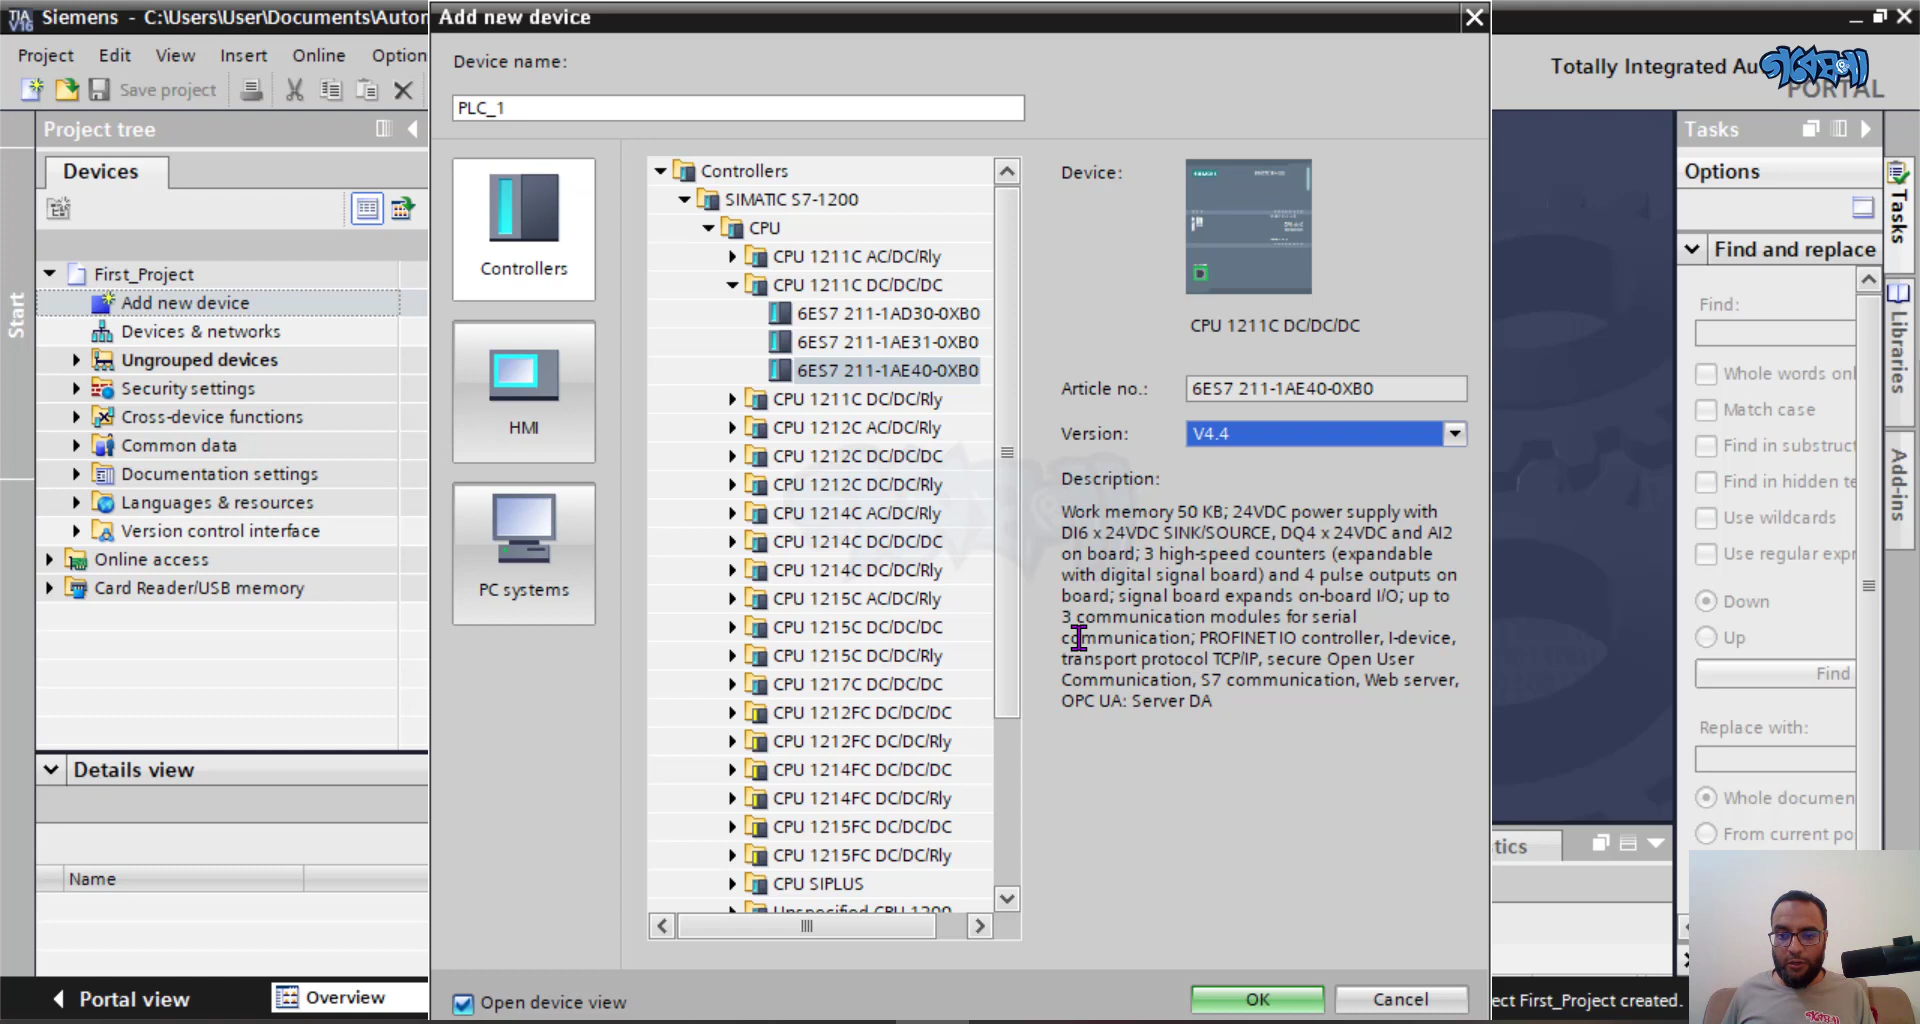 TIA
V16
Siemens - C:\Users\User\Documents\Autor
Project Edit View Insert Online Option
Save project
Totally Integrated Au
PORTAL
গবেষণা
Project tree
Devices
Start
First_Project
Add new device
Devices & networks
Ungrouped devices
Security settings
Cross-device functions
Common data
Documentation settings
Languages & resources
Version control interface
Online access
Card Reader/USB memory
Details view
Name
Portal view
Overview
Add new device
Device name:
PLC_1
Controllers
HMI
PC systems
Controllers
SIMATIC S7-1200
CPU
CPU 1211C AC/DC/Rly
CPU 1211C DC/DC/DC
6ES7 211-1AD30-0XB0
6ES7 211-1AE31-0XB0
6ES7 211-1AE40-0XB0
CPU 1211C DC/DC/Rly
CPU 1212C AC/DC/Rly
CPU 1212C DC/DC/DC
CPU 1212C DC/DC/Rly
CPU 1214C AC/DC/Rly
CPU 1214C DC/DC/DC
CPU 1214C DC/DC/Rly
CPU 1215C AC/DC/Rly
CPU 1215C DC/DC/DC
CPU 1215C DC/DC/Rly
CPU 1217C DC/DC/DC
CPU 1212FC DC/DC/DC
CPU 1212FC DC/DC/Rly
CPU 1214FC DC/DC/DC
CPU 1214FC DC/DC/Rly
CPU 1215FC DC/DC/DC
CPU 1215FC DC/DC/Rly
CPU SIPLUS
Unspecified CPU 1200
Device:
CPU 1211C DC/DC/DC
Article no.: 6ES7 211-1AE40-0XB0
Version: V4.4
Description:
Work memory 50 KB; 24VDC power supply with
DI6 x 24VDC SINK/SOURCE, DQ4 x 24VDC and AI2
on board; 3 high-speed counters (expandable
with digital signal board) and 4 pulse outputs on
board; signal board expands on-board I/O; up to
3 communication modules for serial
communication; PROFINET IO controller, I-device,
transport protocol TCP/IP, secure Open User
Communication, S7 communication, Web server,
OPC UA: Server DA
Open device view
OK
Cancel
Tasks
Options
Find and replace
Find:
Whole words onl
Match case
Find in substruct
Find in hidden te
Use wildcards
Use regular expr
Down
Up
Find
Replace with:
Whole documen
From current po
Tasks
Libraries
Add-ins
tics
ect First_Project created.